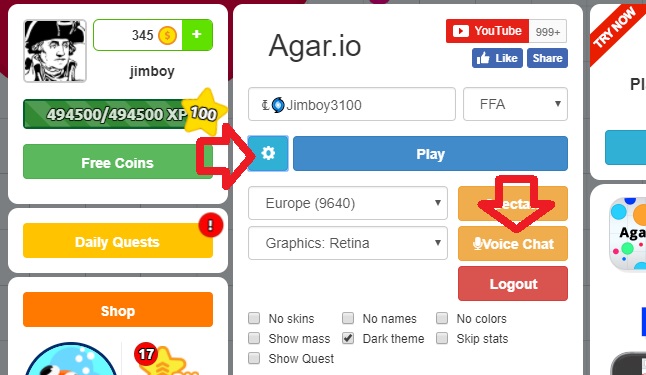 345
+
jimboy
494500/494500 XP
100
Free Coins
Daily Quests
!
Shop
17
Agar.io
YouTube 999+
Like Share
Jimboy3100
FFA
Play
Europe (9640)
Graphics: Retina
Voice Chat
Logout
No skins No names No colors
Show mass Dark theme Skip stats
Show Quest
TRY NOW
Pl
Aga